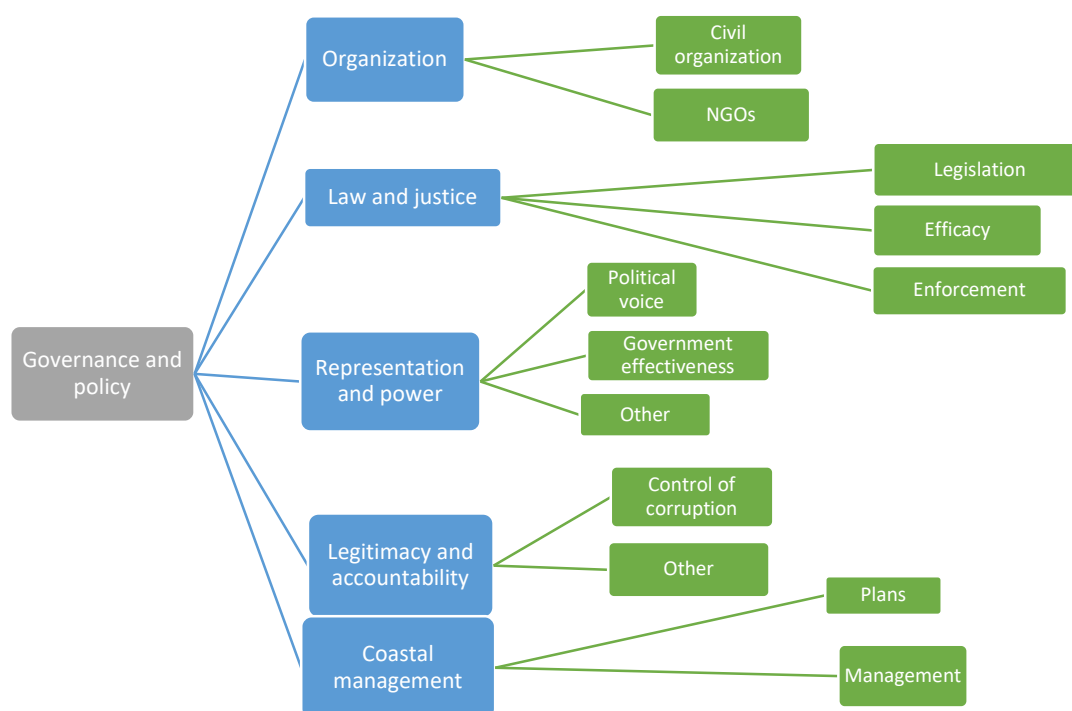 Governance and
policy
Organization
Civil
organization
NGOs
Law and justice
Legislation
Efficacy
Enforcement
Representation
and power
Political
voice
Government
effectiveness
Other
Legitimacy and
accountability
Control of
corruption
Other
Coastal
management
Plans
Management